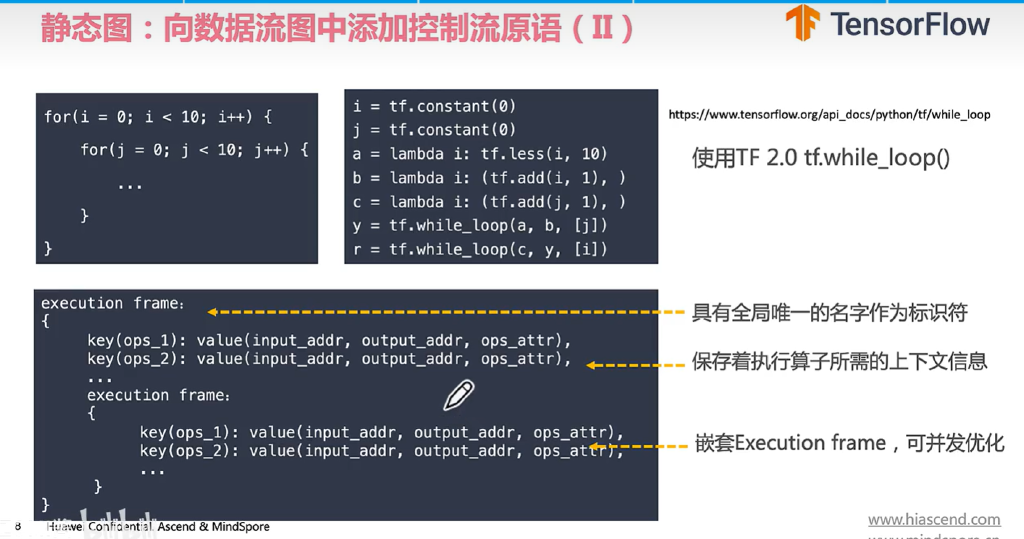 静态图：向数据流图中添加控制流原语（II）
TensorFlow
for(i = 0; i < 10; i++) {
for(j = 0; j < 10; j++) {
...
}
}
i = tf.constant(0)
j = tf.constant(0)
a = lambda i: tf.less(i, 10)
b = lambda i: (tf.add(i, 1), )
c = lambda i: (tf.add(j, 1), )
y = tf.while_loop(a, b, [j])
r = tf.while_loop(c, y, [i])
https://www.tensorflow.org/api_docs/python/tf/while_loop
使用TF 2.0 tf.while_loop()
execution frame:
{
key(ops_1): value(input_addr, output_addr, ops_attr),
key(ops_2): value(input_addr, output_addr, ops_attr),
...
execution frame:
{
key(ops_1): value(input_addr, output_addr, ops_attr),
key(ops_2): value(input_addr, output_addr, ops_attr),
...
}
}
具有全局唯一的名字作为标识符
保存着执行算子所需的上下文信息
嵌套Execution frame，可并发优化
8
Huawei Confidential. Ascend & MindSpore
www.hiascend.com